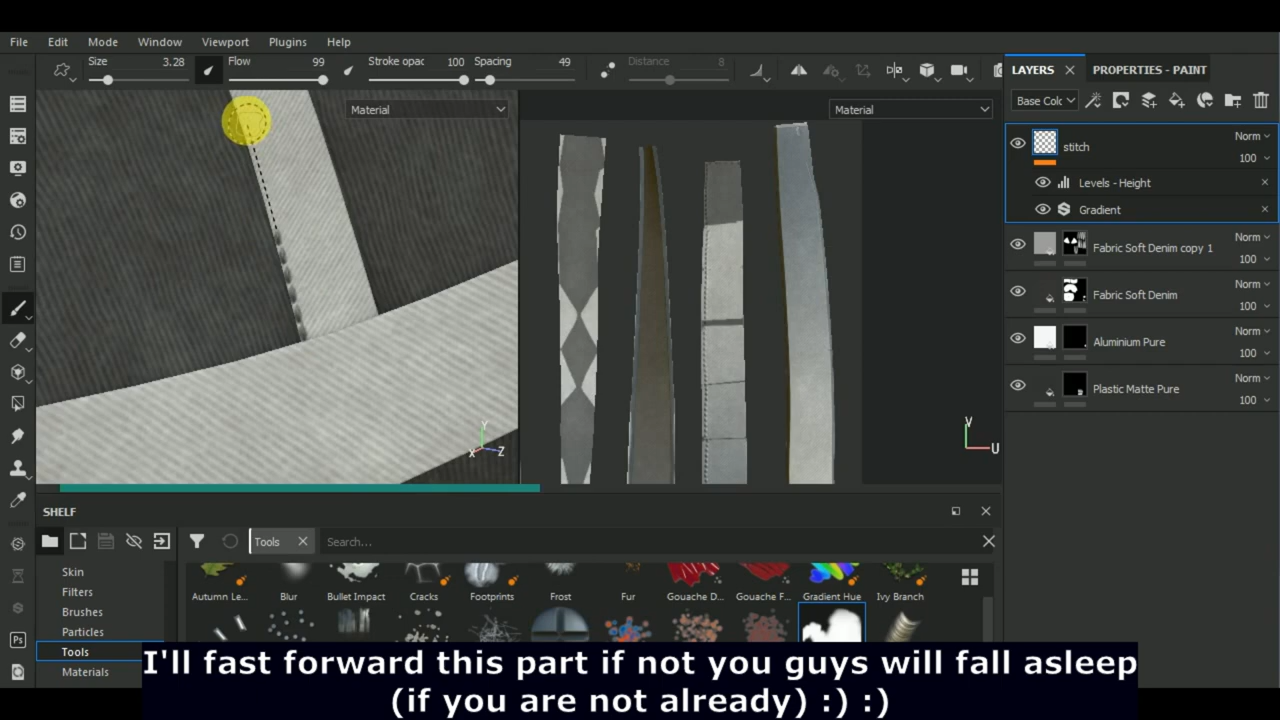 File Edit Mode Window Viewport Plugins Help
Size 3.28 Flow 99 Stroke opac 100 Spacing 49 Distance 8
Material
Material
LAYERS PROPERTIES - PAINT
Base Colc
stitch Norm 100
Levels - Height
Gradient
Fabric Soft Denim copy 1 Norm 100
Fabric Soft Denim Norm 100
Aluminium Pure Norm 100
Plastic Matte Pure Norm 100
Y
X Z
V
U
SHELF
Tools Search...
Skin
Filters
Brushes
Particles
Tools
Materials
Autumn Le... Blur Bullet Impact Cracks Footprints Frost Fur Gouache D... Gouache F... Gradient Hue Ivy Branch
Ps
I'll fast forward this part if not you guys will fall asleep
(if you are not already) :) :)